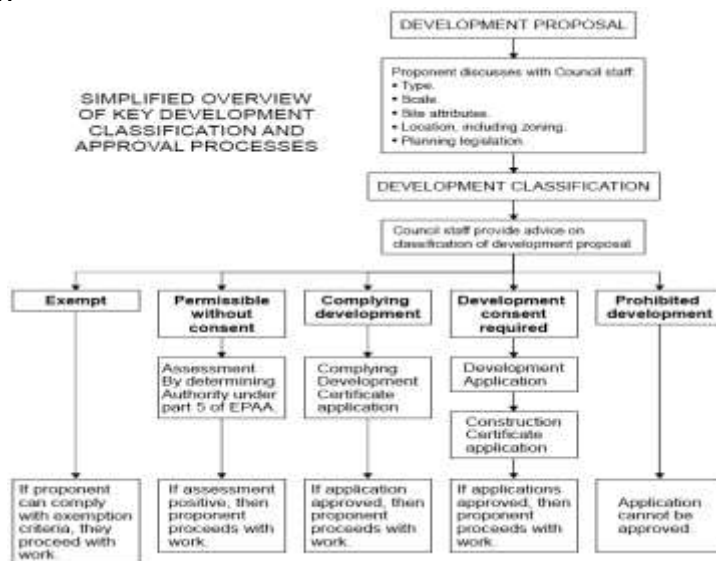 DEVELOPMENT PROPOSAL
SIMPLIFIED OVERVIEW
OF KEY DEVELOPMENT
CLASSIFICATION AND
APPROVAL PROCESSES
Proponent discusses with Council staff:
• Type.
• Scale.
• Site attributes.
• Location, including zoning.
• Planning legislation.
DEVELOPMENT CLASSIFICATION
Council staff provide advice on
classification of development proposal
Exempt
Permissible
without
consent
Complying
development
Development
consent
required
Prohibited
development
Assessment
By determining
Authority under
part 5 of EPAA.
Complying
Development
Certificate
application
Development
Application
Construction
Certificate
application
If proponent
can comply
with exemption
criteria, they
proceed with
work.
If assessment
positive, then
proponent
proceeds with
work.
If application
approved, then
proponent
proceeds with
work.
If applications
approved, then
proponent
proceeds with
work.
Application
cannot be
approved